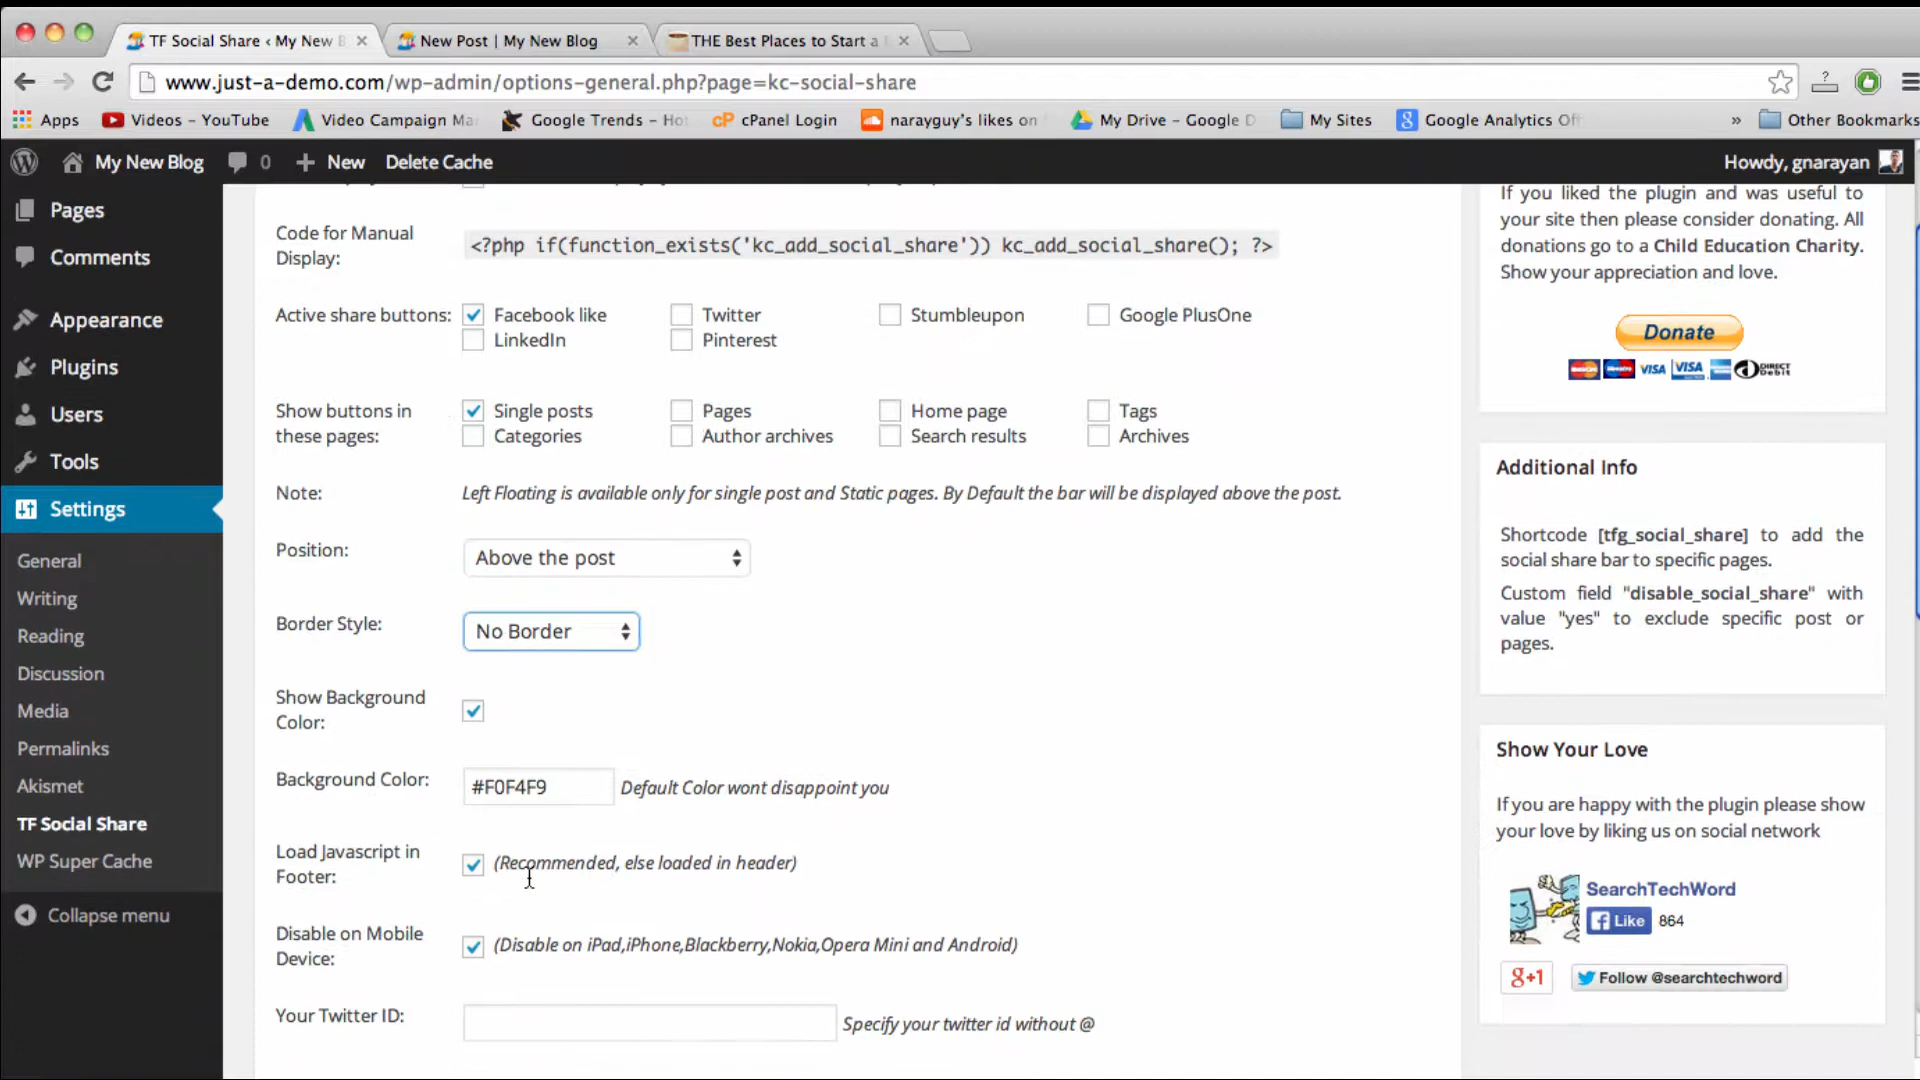 TF Social Share ‹ My New B
New Post | My New Blog
THE Best Places to Start a
www.just-a-demo.com/wp-admin/options-general.php?page=kc-social-share
Apps
Videos – YouTube
Video Campaign Ma
Google Trends – Ho
cPanel Login
narayguy's likes on
My Drive – Google D
My Sites
Google Analytics Off
»
Other Bookmarks
My New Blog
0
New
Delete Cache
Howdy, gnarayan
Pages
Comments
Appearance
Plugins
Users
Tools
Settings
General
Writing
Reading
Discussion
Media
Permalinks
Akismet
TF Social Share
WP Super Cache
Collapse menu
Code for Manual
Display:
<?php if(function_exists('kc_add_social_share')) kc_add_social_share(); ?>
Active share buttons:
Facebook like
Twitter
Stumbleupon
Google PlusOne
LinkedIn
Pinterest
Show buttons in
these pages:
Single posts
Pages
Home page
Tags
Categories
Author archives
Search results
Archives
Note:
Left Floating is available only for single post and Static pages. By Default the bar will be displayed above the post.
Position:
Above the post
Border Style:
No Border
Show Background
Color:
Background Color:
#F0F4F9
Default Color wont disappoint you
Load Javascript in
Footer:
(Recommended, else loaded in header)
Disable on Mobile
Device:
(Disable on iPad,iPhone,Blackberry,Nokia,Opera Mini and Android)
Your Twitter ID:
Specify your twitter id without @
If you liked the plugin and was useful to
your site then please consider donating. All
donations go to a Child Education Charity.
Show your appreciation and love.
Donate
VISA
VISA
DIRECT
Debit
Additional Info
Shortcode [tfg_social_share] to add the
social share bar to specific pages.
Custom field "disable_social_share" with
value "yes" to exclude specific post or
pages.
Show Your Love
If you are happy with the plugin please show
your love by liking us on social network
SearchTechWord
Like
864
g+1
Follow @searchtechword